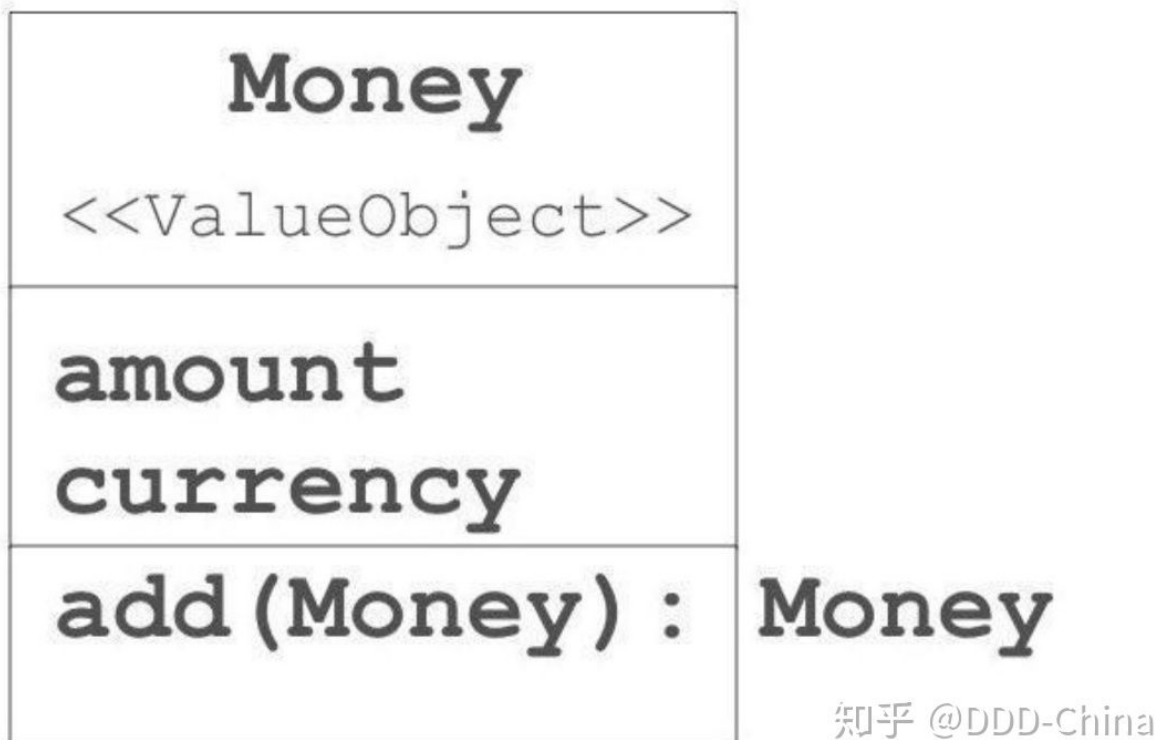 Money
<<ValueObject>>
amount
currency
add(Money): Money
知乎 @DDD-China